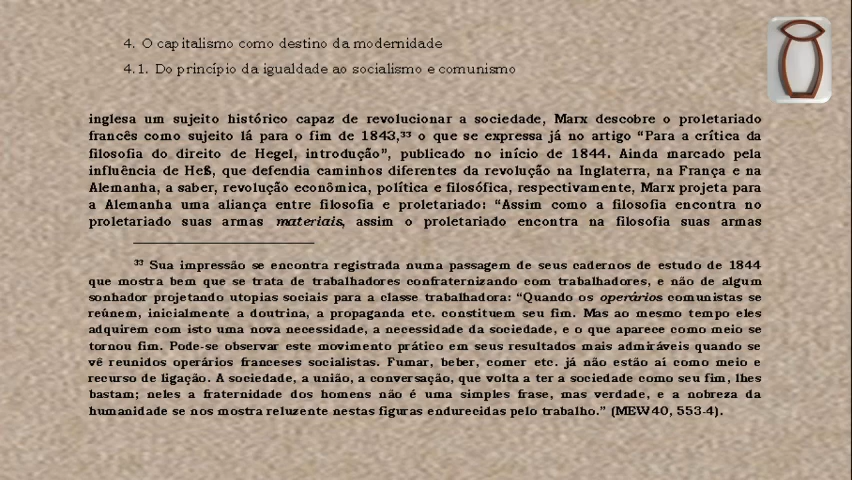 4. O capitalismo como destino da modernidade
4.1. Do princípio da igualdade ao socialismo e comunismo
inglesa um sujeito histórico capaz de revolucionar a sociedade, Marx descobre o proletariado
francês como sujeito lá para o fim de 1843,³³ o que se expressa já no artigo “Para a crítica da
filosofia do direito de Hegel, introdução”, publicado no início de 1844. Ainda marcado pela
influência de Heß, que defendia caminhos diferentes da revolução na Inglaterra, na França e na
Alemanha, a saber, revolução econômica, política e filosófica, respectivamente, Marx projeta para
a Alemanha uma aliança entre filosofia e proletariado: “Assim como a filosofia encontra no
proletariado suas armas materiais, assim o proletariado encontra na filosofia suas armas
³³ Sua impressão se encontra registrada numa passagem de seus cadernos de estudo de 1844
que mostra bem que se trata de trabalhadores confraternizando com trabalhadores, e não de algum
sonhador projetando utopias sociais para a classe trabalhadora: “Quando os operários comunistas se
reúnem, inicialmente a doutrina, a propaganda etc. constituem seu fim. Mas ao mesmo tempo eles
adquirem com isto uma nova necessidade, a necessidade da sociedade, e o que aparece como meio se
tornou fim. Pode-se observar este movimento prático em seus resultados mais admiráveis quando se
vê reunidos operários franceses socialistas. Fumar, beber, comer etc. já não estão aí como meio e
recurso de ligação. A sociedade, a união, a conversação, que volta a ter a sociedade como seu fim, lhes
bastam; neles a fraternidade dos homens não é uma simples frase, mas verdade, e a nobreza da
humanidade se nos mostra reluzente nestas figuras endurecidas pelo trabalho.” (MEW 40, 553-4).